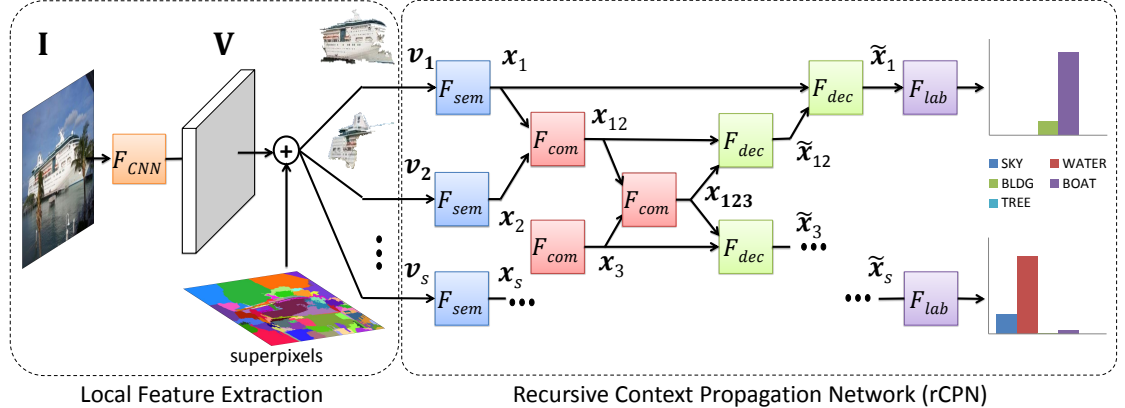 I
V
F_CNN
+
superpixels
Local Feature Extraction
v_1
F_sem
x_1
v_2
F_sem
x_2
v_s
F_sem
x_s
F_com
x_12
F_com
x_3
F_com
x_123
F_dec
x̃_12
F_dec
x̃_3
F_dec
x̃_1
F_lab
x̃_s
F_lab
SKY
WATER
BLDG
BOAT
TREE
Recursive Context Propagation Network (rCPN)